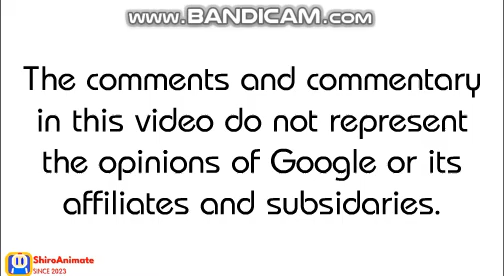 www.BANDICAM.com
The comments and commentary
in this video do not represent
the opinions of Google or its
affiliates and subsidaries.
ShiroAnimate
SINCE 2023